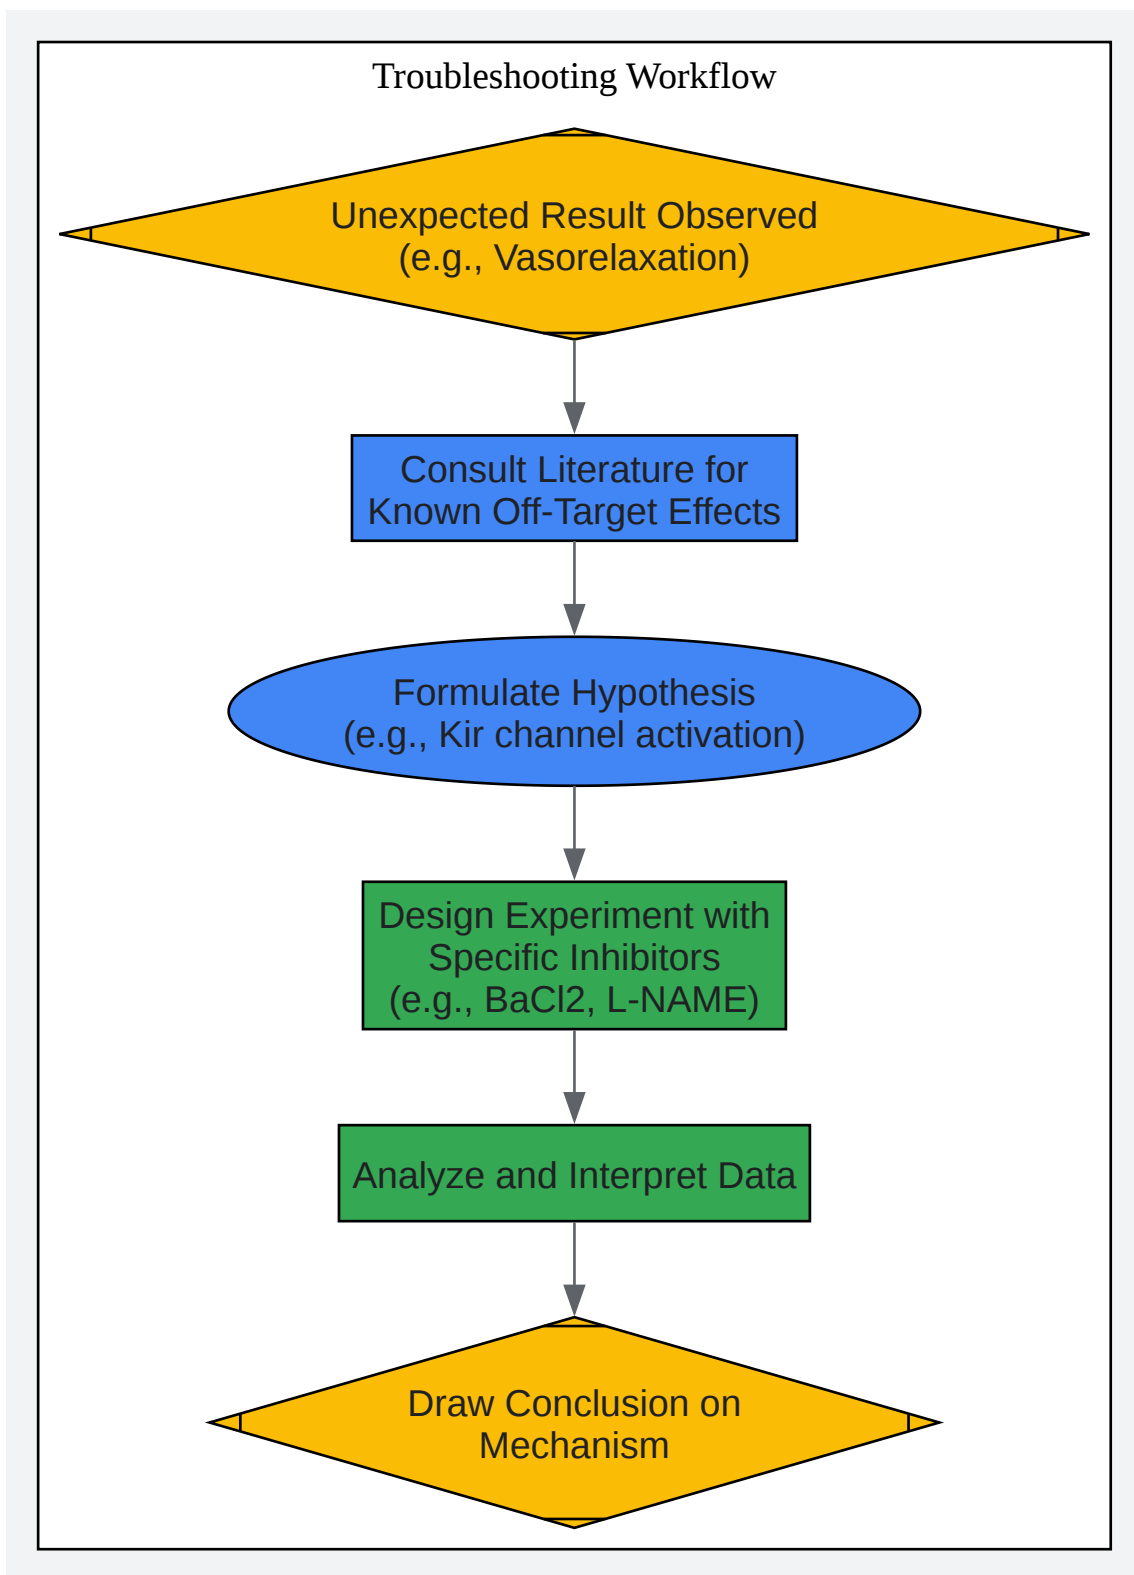 Troubleshooting Workflow
Unexpected Result Observed
(e.g., Vasorelaxation)
Consult Literature for
Known Off-Target Effects
Formulate Hypothesis
(e.g., Kir channel activation)
Design Experiment with
Specific Inhibitors
(e.g., BaCl2, L-NAME)
Analyze and Interpret Data
Draw Conclusion on
Mechanism